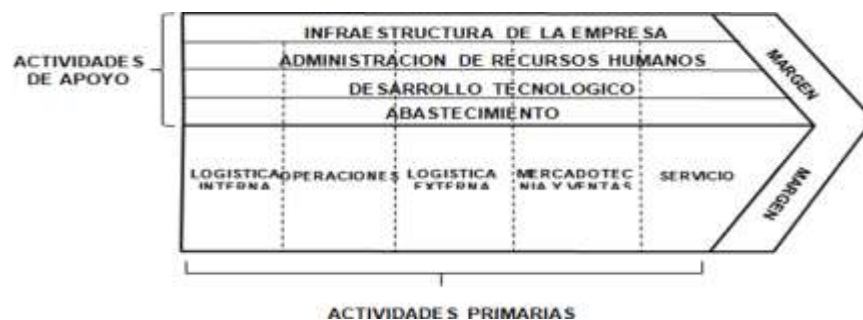 INFRAESTRUCTURA DE LA EMPRESA
ACTIVIDADES
DE APOYO
ADMINISTRACION DE RECURSOS HUMANOS
DESARROLLO TECNOLOGICO
ABASTECIMIENTO
MARGEN
LOGISTICA
INTERNA
OPERACIONES
LOGISTICA
EXTERNA
MERCADOTEC
NIA Y VENTAS
SERVICIO
MARGEN
ACTIVIDADES PRIMARIAS